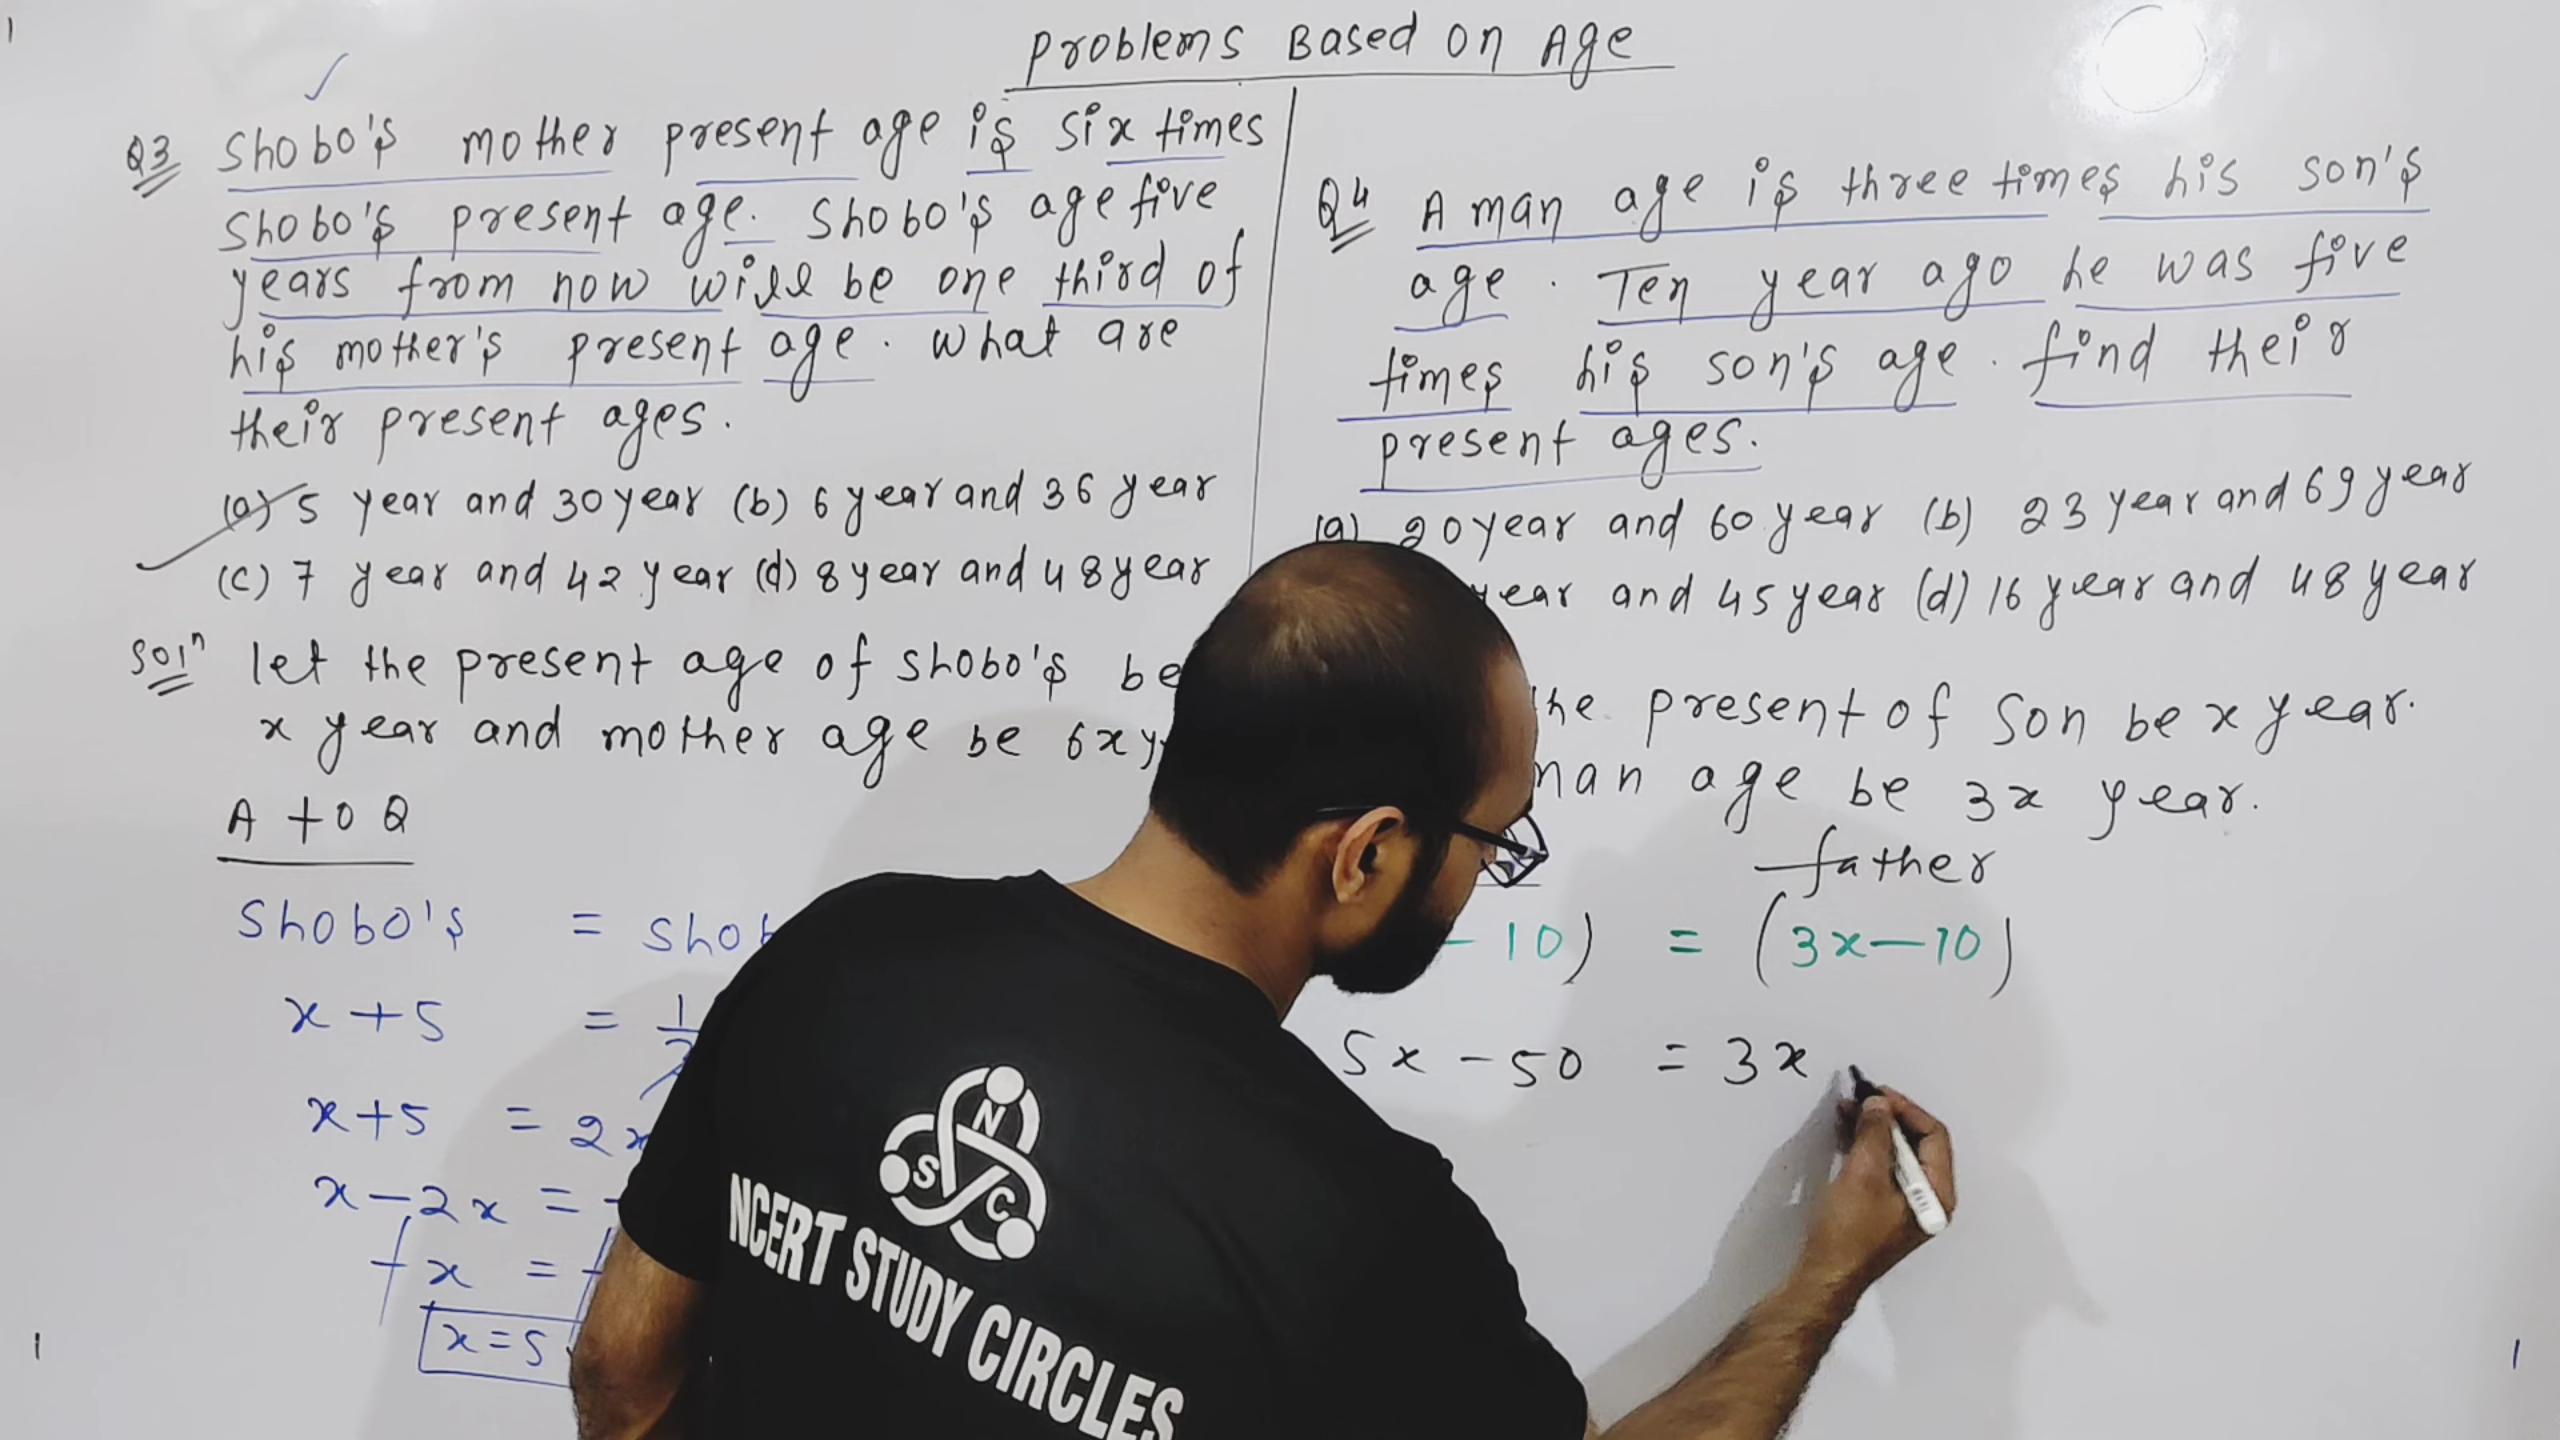 Problems Based On Age
Q3 Shobo's mother present age is six times
Shobo's present age. Shobo's age five
years from now will be one third of
his mother's present age. What are
their present ages.
(a) 5 year and 30 year (b) 6 year and 36 year
(c) 7 year and 42 year (d) 8 year and 48 year
Solⁿ let the present age of Shobo's be
x year and mother age be 6x
A to Q
Shobo's =
x + 5 = 1
x+5 = 2x
x - 2x =
- x =
x = 5
Q4 A man age is three times his son's
age. Ten year ago he was five
times his son's age. find their
present ages.
(a) 20 year and 60 year (b) 23 year and 69 year
year and 45 year (d) 16 year and 48 year
the present of Son be x year.
man age be 3x year.
father
- 10) = (3x-10)
5x - 50 = 3x
N
S
C
NCERT STUDY CIRCLES